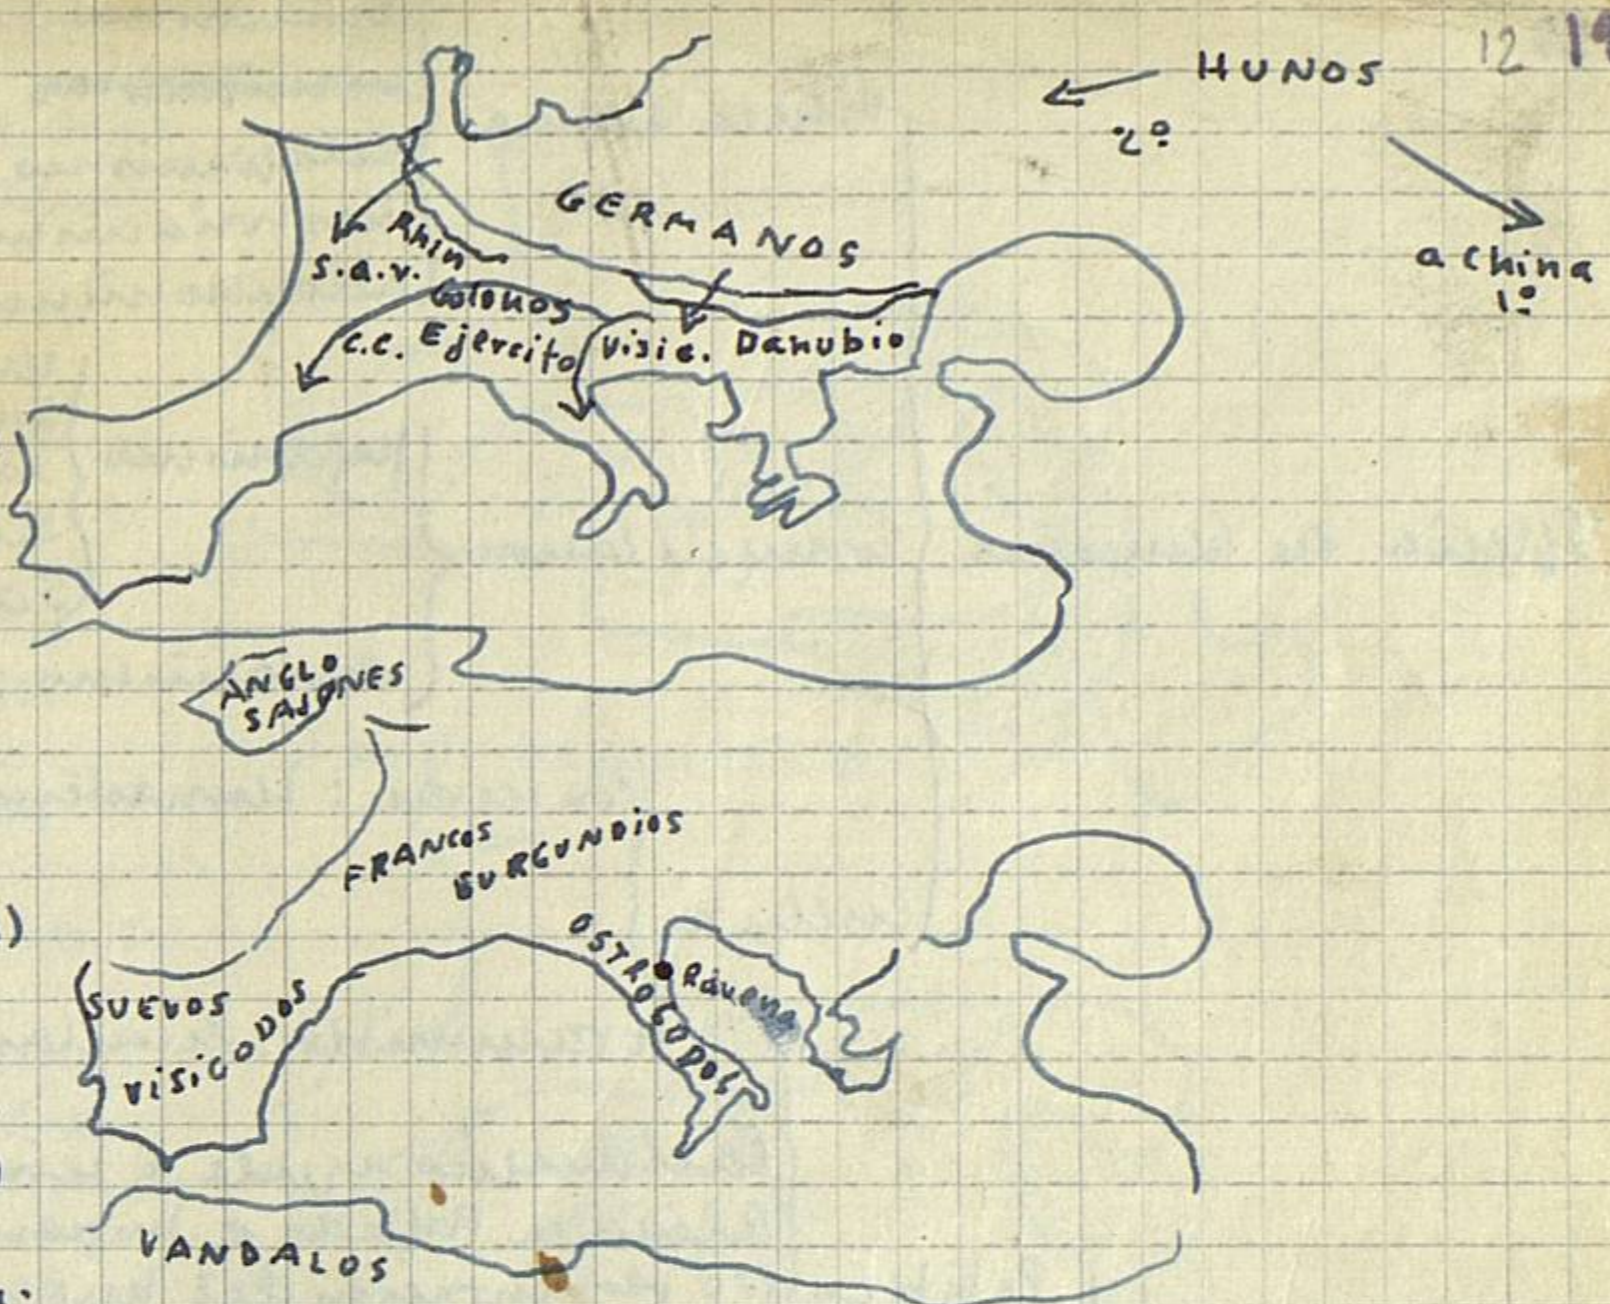 12
HUNOS
2º
GERMANOS
a China
1º
Rhin
s.a.v.
Colonos
c.c. Ejercito
Visig. Danubio
ANGLO
SAJONES
FRANCOS
BURGUNDIOS
OSTROGODOS
Rávena
SUEVOS
VISIGODOS
VANDALOS